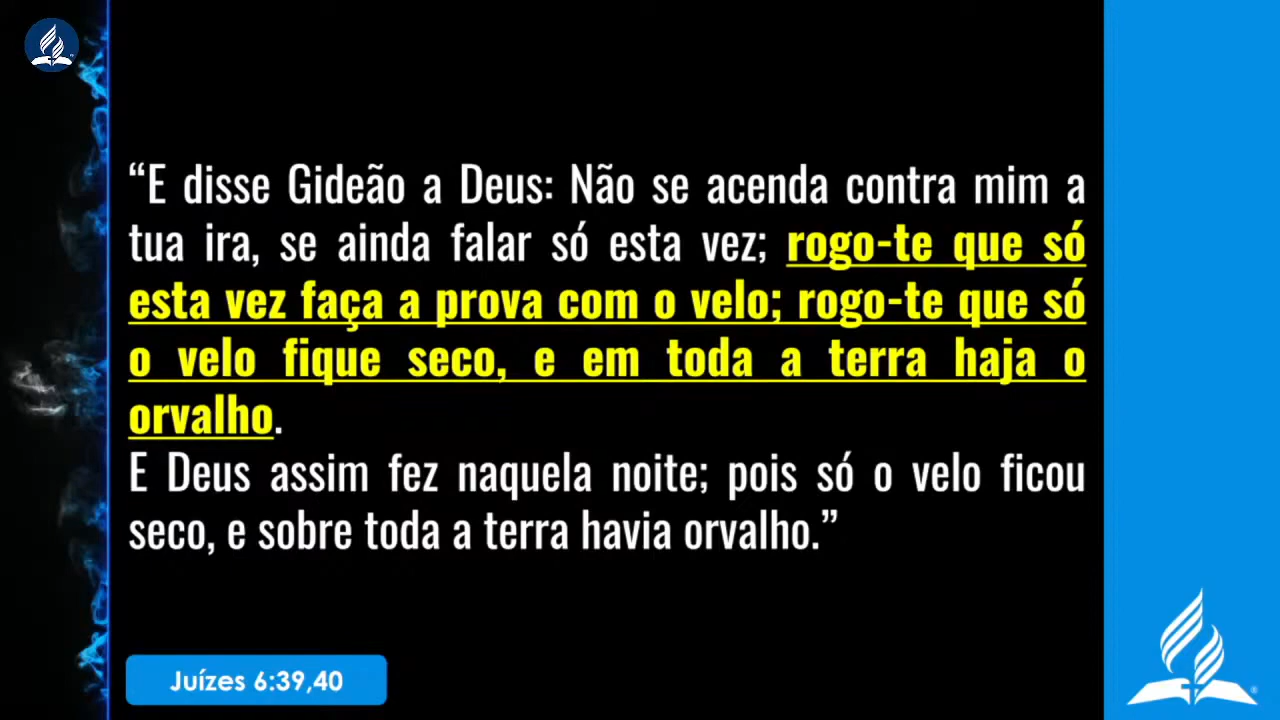 “E disse Gideão a Deus: Não se acenda contra mim a
tua ira, se ainda falar só esta vez; rogo-te que só
esta vez faça a prova com o velo; rogo-te que só
o velo fique seco, e em toda a terra haja o
orvalho.
E Deus assim fez naquela noite; pois só o velo ficou
seco, e sobre toda a terra havia orvalho.”
Juízes 6:39,40